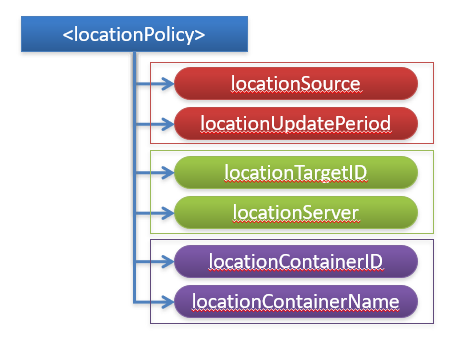 <locationPolicy>
locationSource
locationUpdatePeriod
locationTargetID
locationServer
locationContainerID
locationContainerName